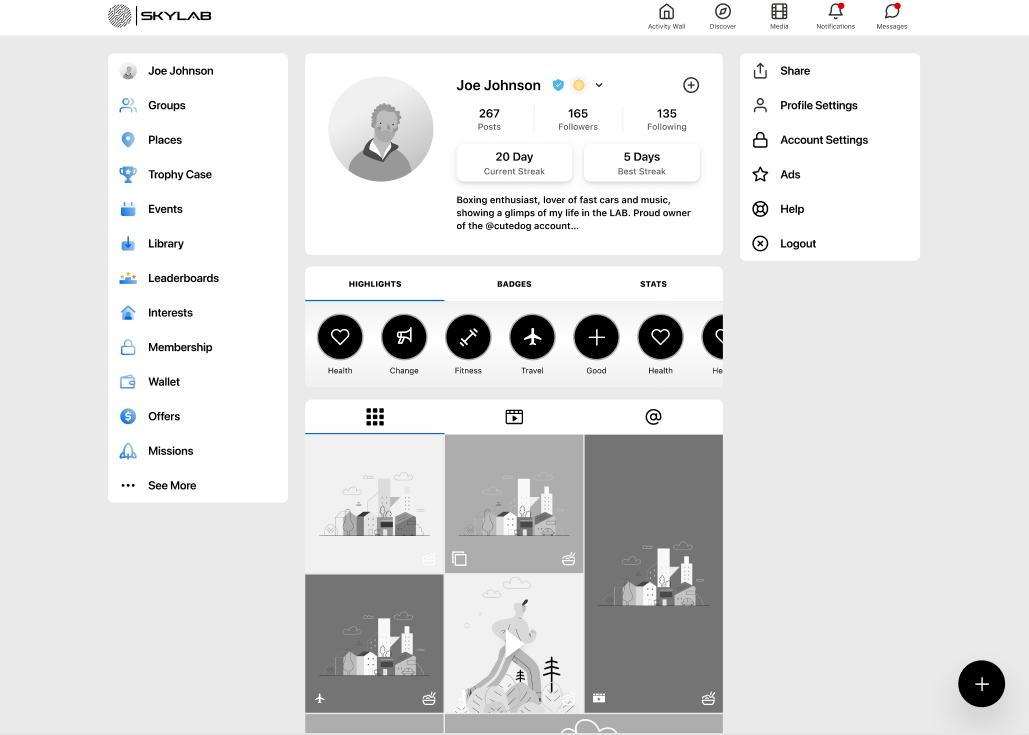 SKYLAB
Activity Wall
Discover
Media
Notifications
Messages
Joe Johnson
Groups
Places
Trophy Case
Events
Library
Leaderboards
Interests
Membership
Wallet
Offers
Missions
See More
Joe Johnson
267
Posts
165
Followers
135
Following
20 Day
Current Streak
5 Days
Best Streak
Boxing enthusiast, lover of fast cars and music,
showing a glimps of my life in the LAB. Proud owner
of the @cutedog account...
HIGHLIGHTS
BADGES
STATS
Health
Change
Fitness
Travel
Good
Health
He
Share
Profile Settings
Account Settings
Ads
Help
Logout